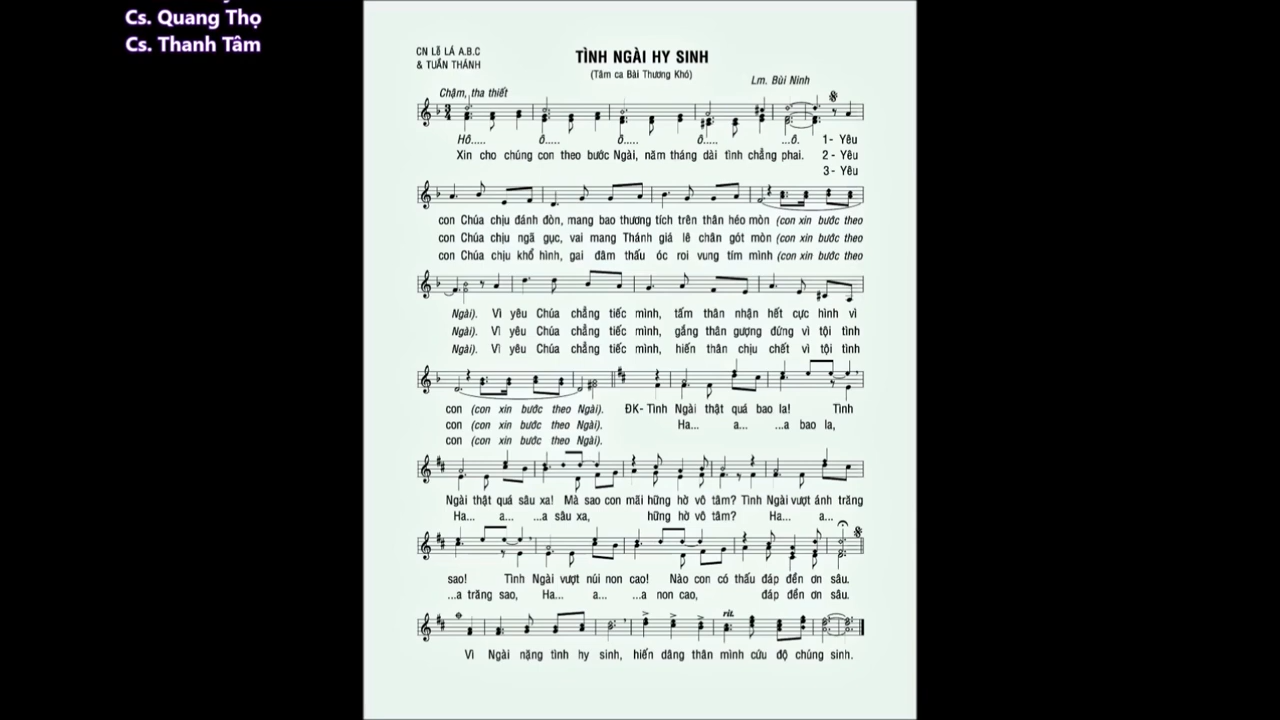 Cs. Quang Thọ
Cs. Thanh Tâm
CN LỄ LÁ A.B.C
& TUẦN THÁNH
TÌNH NGÀI HY SINH
(Tâm ca Bài Thương Khó)
Lm. Bùi Ninh
Chậm, tha thiết
Hô..... ô..... ô..... ô..... ...ô. 1- Yêu
Xin cho chúng con theo bước Ngài, năm tháng dài tình chẳng phai. 2 - Yêu
3 - Yêu
con Chúa chịu đánh đòn, mang bao thương tích trên thân héo mòn (con xin bước theo
con Chúa chịu ngã gục, vai mang Thánh giá lê chân gót mòn (con xin bước theo
con Chúa chịu khổ hình, gai đâm thấu óc roi vung tím mình (con xin bước theo
Ngài). Vì yêu Chúa chẳng tiếc mình, tấm thân nhận hết cực hình vì
Ngài). Vì yêu Chúa chẳng tiếc mình, gắng thân gượng đứng vì tội tình
Ngài). Vì yêu Chúa chẳng tiếc mình, hiến thân chịu chết vì tội tình
con (con xin bước theo Ngài). ĐK- Tình Ngài thật quá bao la! Tình
con (con xin bước theo Ngài). Ha... a... ...a bao la,
con (con xin bước theo Ngài).
Ngài thật quá sâu xa! Mà sao con mãi hững hờ vô tâm? Tình Ngài vượt ánh trăng
Ha... a... ...a sâu xa, hững hờ vô tâm? Ha... a...
sao! Tình Ngài vượt núi non cao! Nào con có thấu đáp đền ơn sâu.
...a trăng sao, Ha... a... ...a non cao, đáp đền ơn sâu.
rit.
Vì Ngài nặng tình hy sinh, hiến dâng thân mình cứu độ chúng sinh.